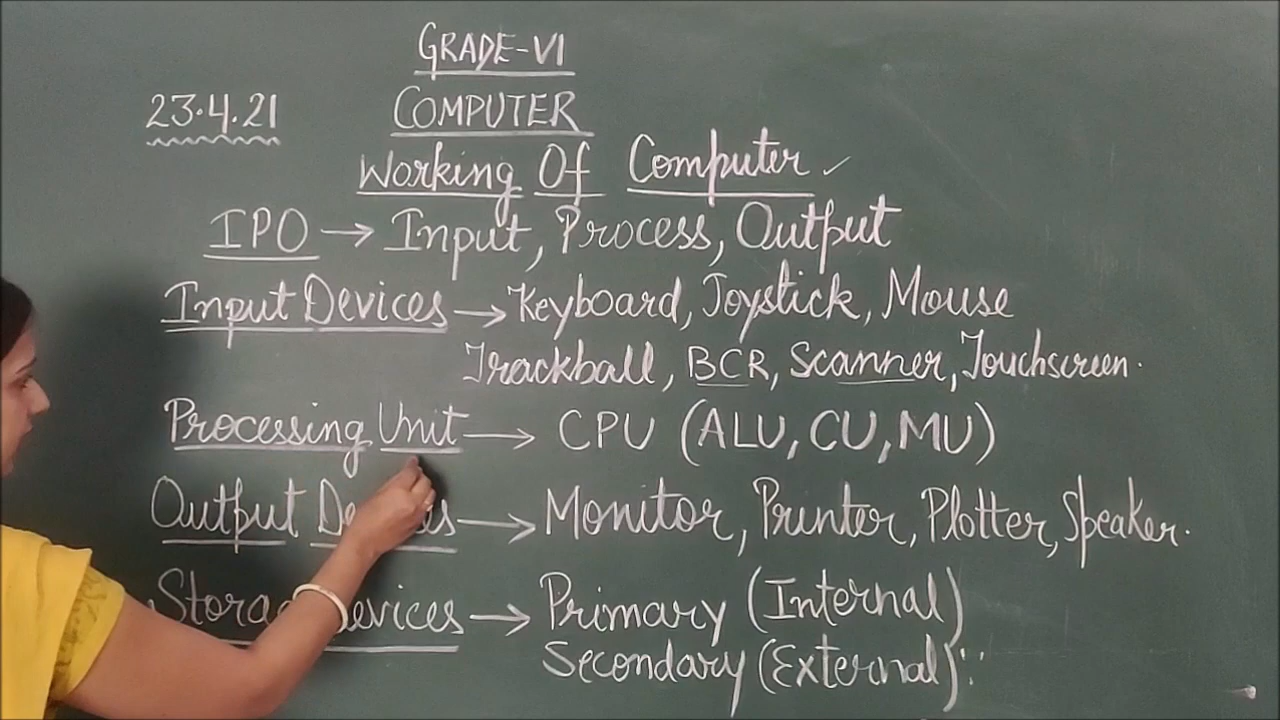 GRADE-VI
23.4.21 COMPUTER
Working Of Computer ✓
IPO → Input, Process, Output
Input Devices → Keyboard, Joystick, Mouse
Trackball, BCR, Scanner, Touchscreen.
Processing Unit → CPU (ALU, CU, MU)
Output → Monitor, Printer, Plotter, Speaker.
→ Primary (Internal)
Secondary (External)